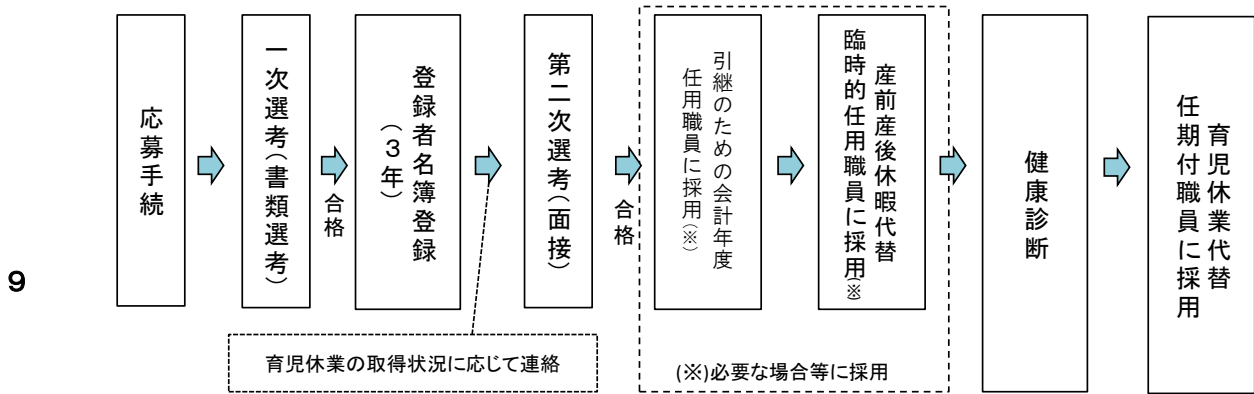 応募手続
一次選考（書類選考）
合格
登録者名簿登録
（３年）
第二次選考（面接）
合格
引継のための会計年度
任用職員に採用（※）
産前産後休暇代替
臨時的任用職員に採用（※）
健康診断
育児休業代替
任期付職員に採用
育児休業の取得状況に応じて連絡
(※)必要な場合等に採用
9